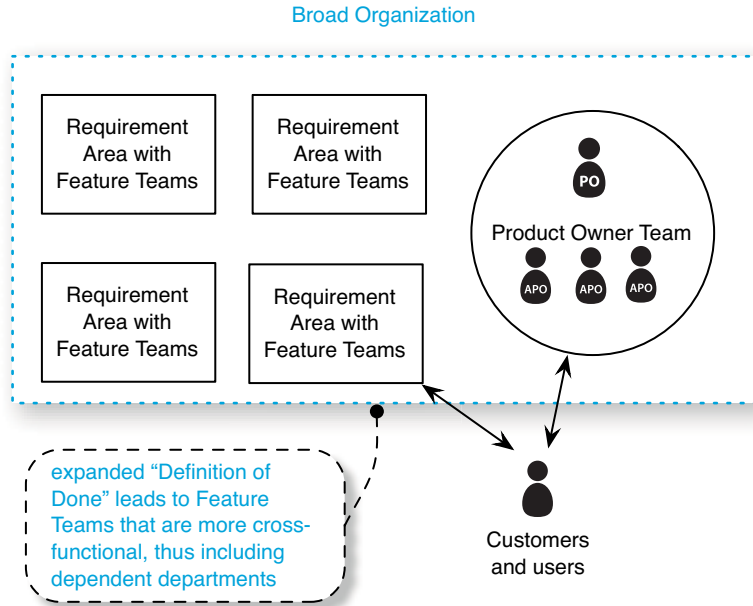 Broad Organization
Requirement
Area with
Feature Teams
Requirement
Area with
Feature Teams
PO
Product Owner Team
APO
APO
APO
Requirement
Area with
Feature Teams
Requirement
Area with
Feature Teams
expanded “Definition of
Done” leads to Feature
Teams that are more cross-
functional, thus including
dependent departments
Customers
and users